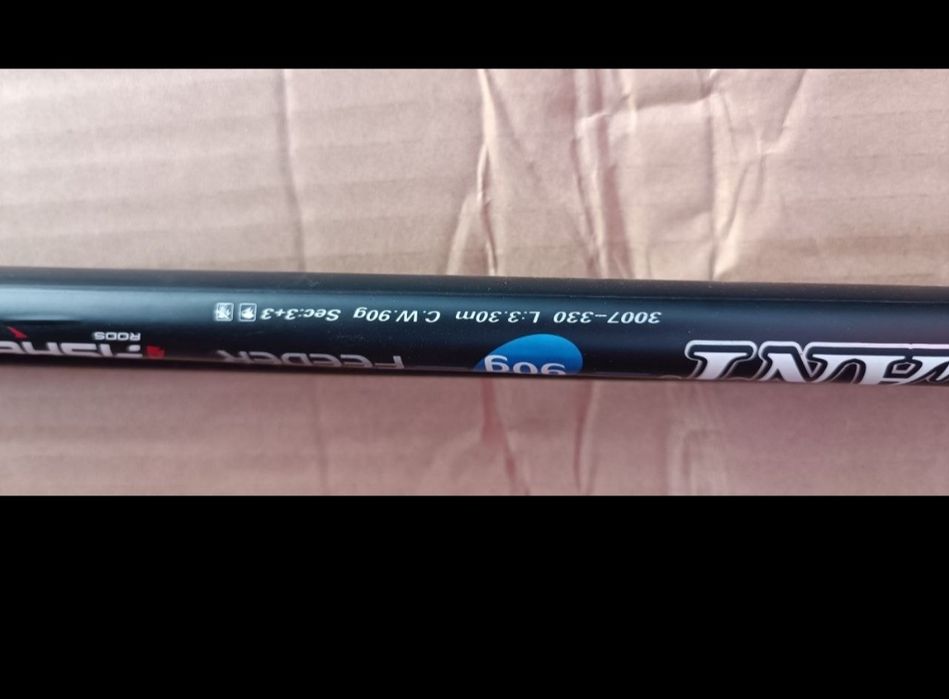 3007-330 L:3.30m C.W.90g Sec:3+3
90g
FEEDER
RODS